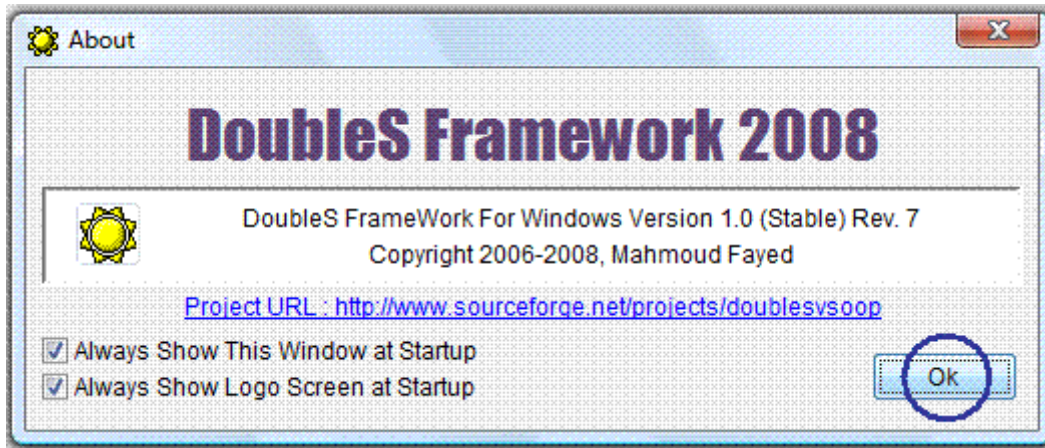 About
DoubleS Framework 2008
DoubleS FrameWork For Windows Version 1.0 (Stable) Rev. 7
Copyright 2006-2008, Mahmoud Fayed
Project URL : http://www.sourceforge.net/projects/doublesvsoop
Always Show This Window at Startup
Always Show Logo Screen at Startup
Ok